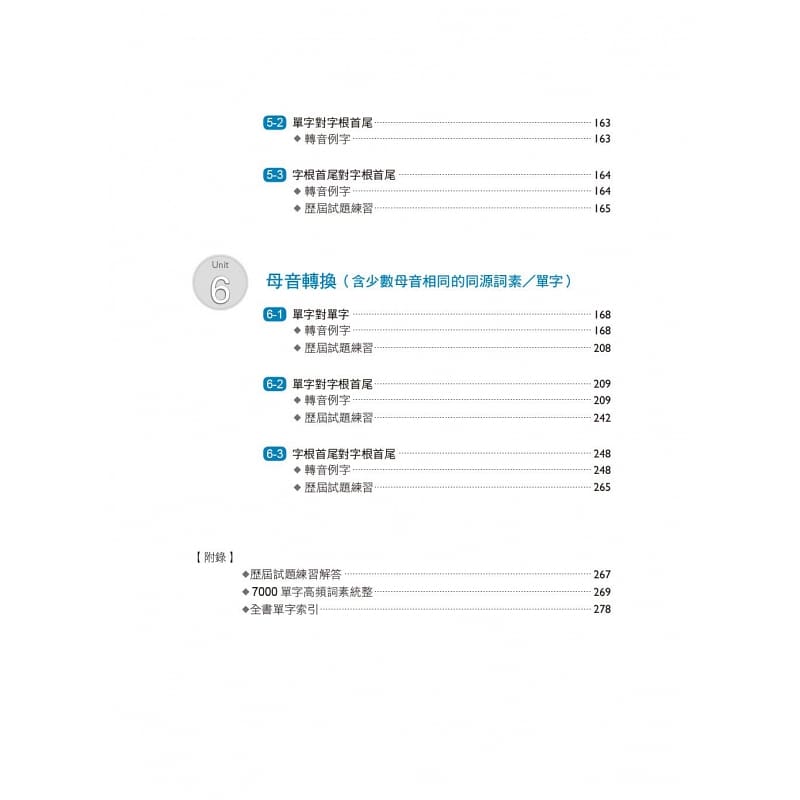 5-2 單字對字根首尾 163
◆ 轉音例字 163
5-3 字根首尾對字根首尾 164
◆ 轉音例字 164
◆ 歷屆試題練習 165
Unit 6 母音轉換（含少數母音相同的同源詞素／單字）
6-1 單字對單字 168
◆ 轉音例字 168
◆ 歷屆試題練習 208
6-2 單字對字根首尾 209
◆ 轉音例字 209
◆ 歷屆試題練習 242
6-3 字根首尾對字根首尾 248
◆ 轉音例字 248
◆ 歷屆試題練習 265
【附錄】
◆歷屆試題練習解答 267
◆ 7000 單字高頻詞素統整 269
◆全書單字索引 278